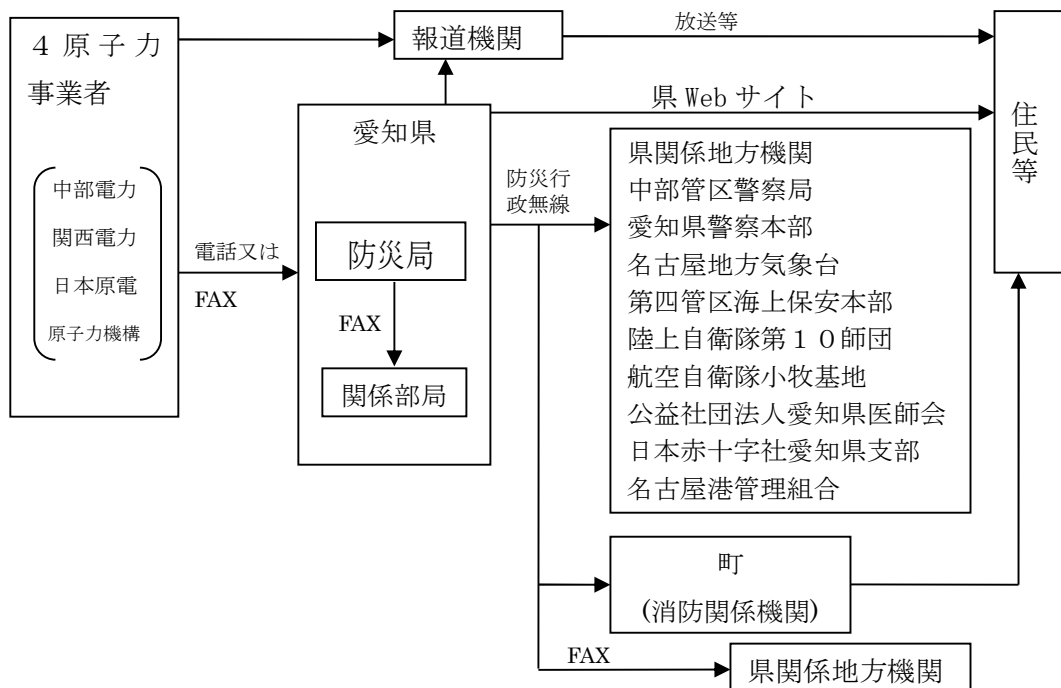 ４原子力
事業者
中部電力
関西電力
日本原電
原子力機構
電話又は
FAX
報道機関
放送等
愛知県
防災局
FAX
関係部局
県 Web サイト
防災行
政無線
県関係地方機関
中部管区警察局
愛知県警察本部
名古屋地方気象台
第四管区海上保安本部
陸上自衛隊第１０師団
航空自衛隊小牧基地
公益社団法人愛知県医師会
日本赤十字社愛知県支部
名古屋港管理組合
町
(消防関係機関)
FAX
県関係地方機関
住民等